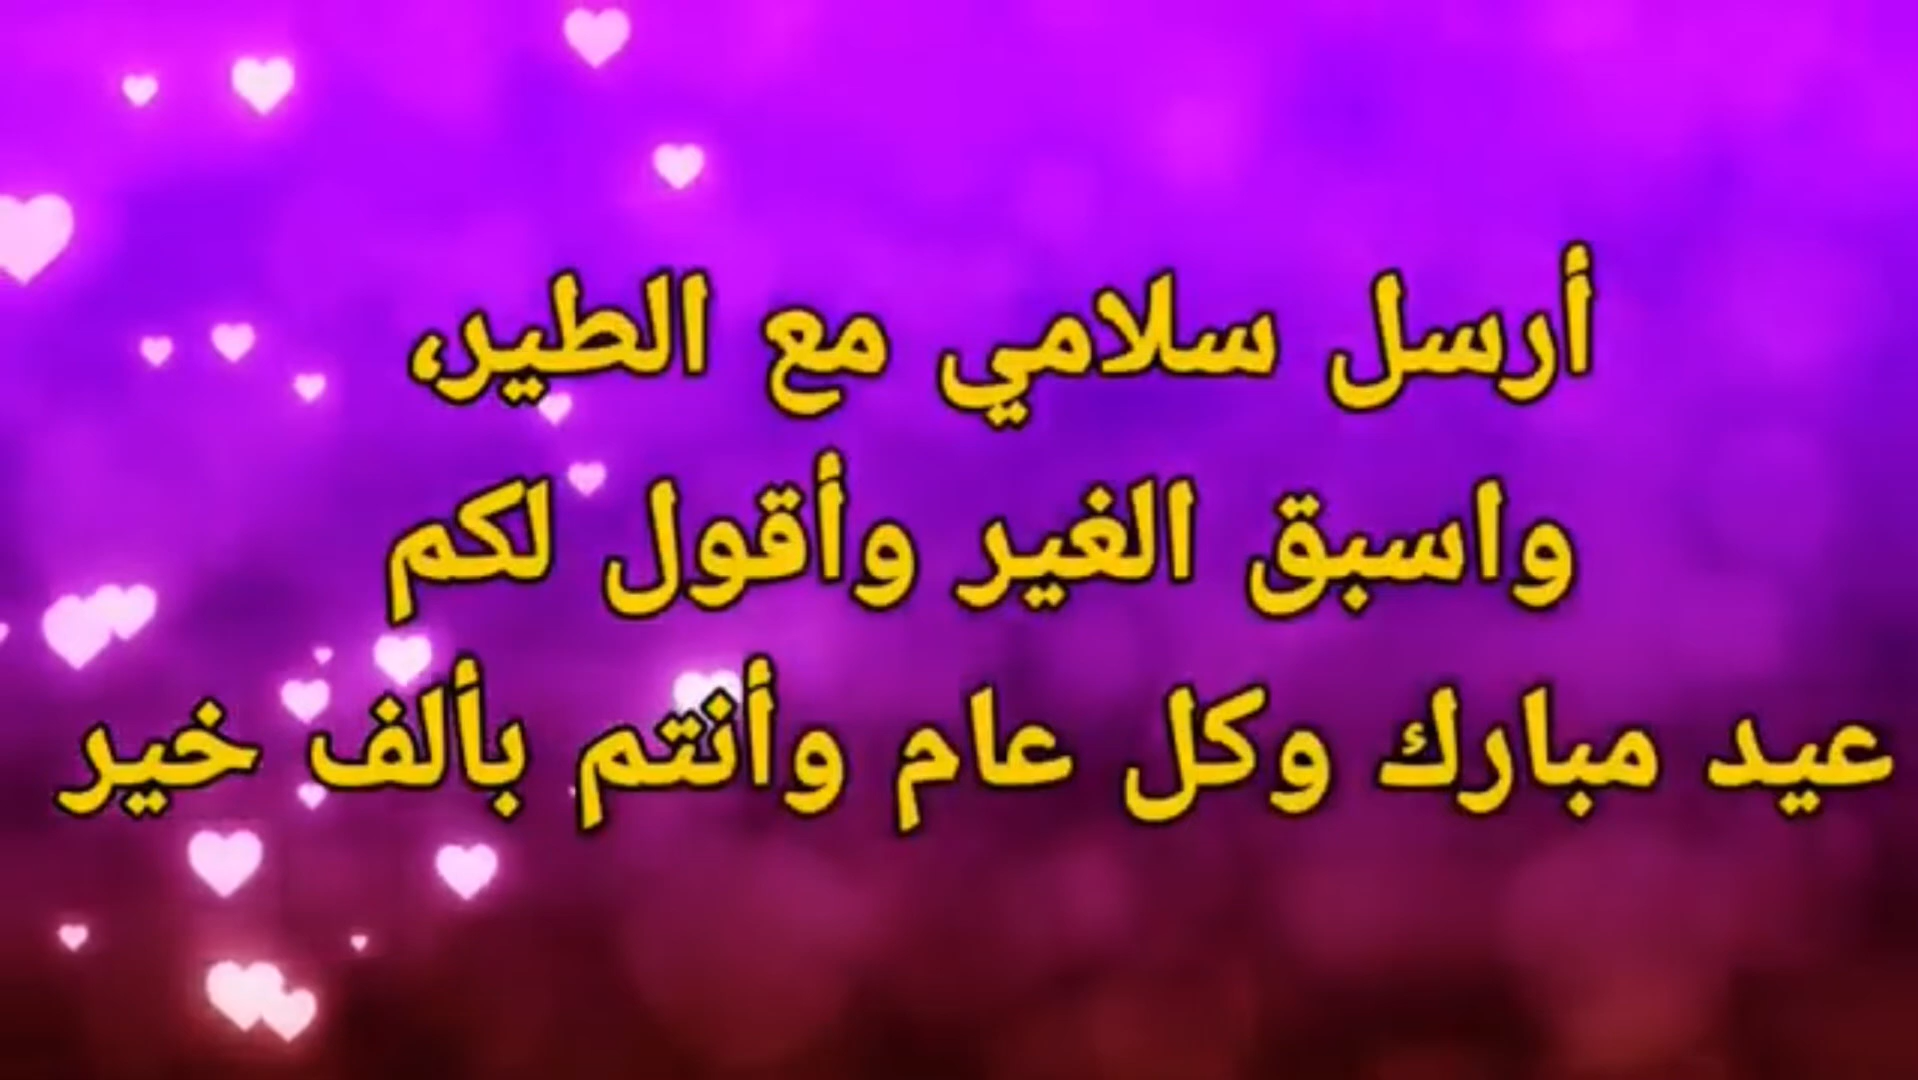 أرسل سلامي مع الطير،
واسبق الغير وأقول لكم
عيد مبارك وكل عام وأنتم بألف خير